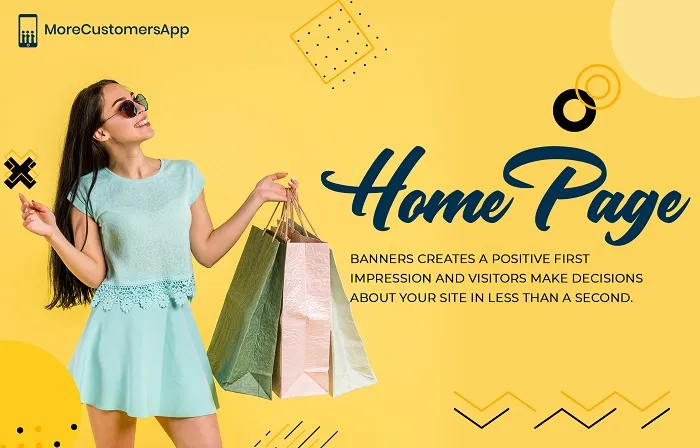 MoreCustomersApp
Home Page
BANNERS CREATES A POSITIVE FIRST
IMPRESSION AND VISITORS MAKE DECISIONS
ABOUT YOUR SITE IN LESS THAN A SECOND.